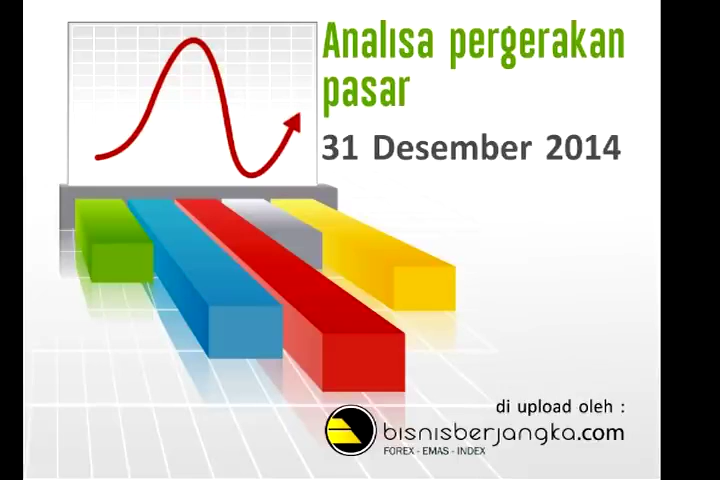 Analisa pergerakan
pasar
31 Desember 2014
di upload oleh :
bisnisberjangka.com
FOREX - EMAS - INDEX